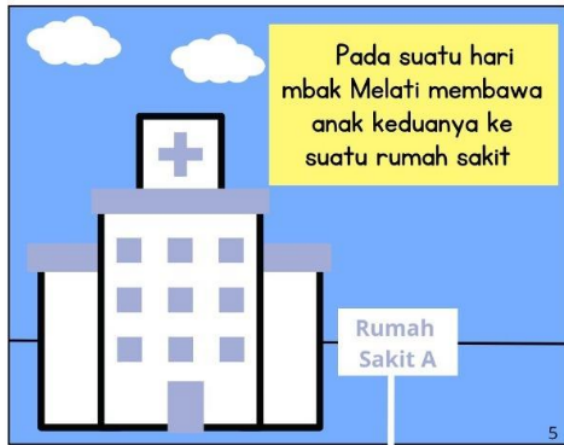 Pada suatu hari
mbak Melati membawa
anak keduanya ke
suatu rumah sakit
Rumah
Sakit A
5